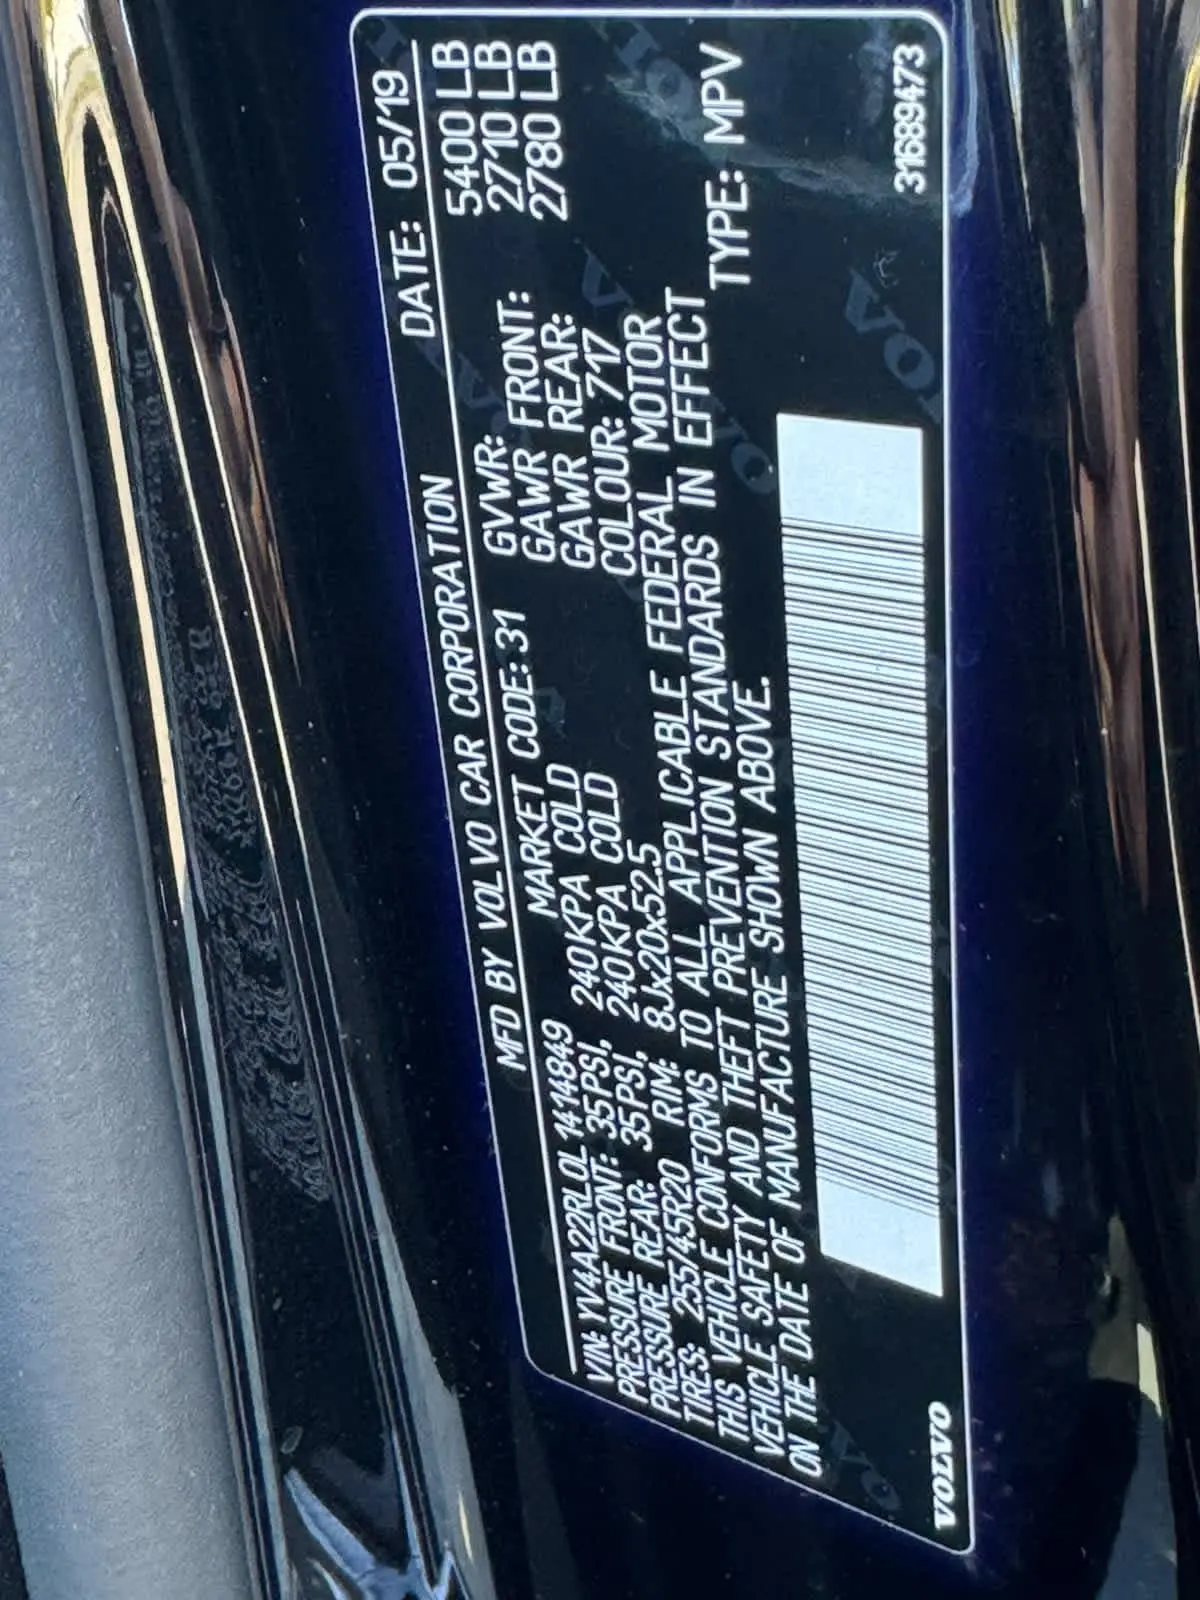 MFD BY VOLVO CAR CORPORATION DATE: 05/19
VIN: YV4A22RL0L1414849 MARKET CODE: 31 GVWR: 5400 LB
PRESSURE FRONT: 35PSI, 240KPA COLD GAWR FRONT: 2710 LB
PRESSURE REAR: 35PSI, 240KPA COLD GAWR REAR: 2780 LB
TIRES: 255/45R20 RIM: 8Jx20x52.5 COLOUR: 717
THIS VEHICLE CONFORMS TO ALL APPLICABLE FEDERAL MOTOR
VEHICLE SAFETY AND THEFT PREVENTION STANDARDS IN EFFECT
ON THE DATE OF MANUFACTURE SHOWN ABOVE. TYPE: MPV
VOLVO 31689473